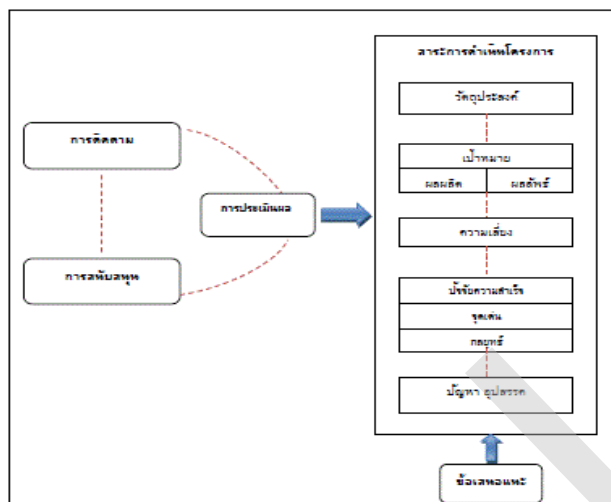 สาระการดำเนินโครงการ
วัตถุประสงค์
การติดตาม
เป้าหมาย
ผลผลิต ผลลัพธ์
การประเมินผล
ความเสี่ยง
การสนับสนุน
ปัจจัยความสำเร็จ
จุดเด่น
กลยุทธ์
ปัญหา อุปสรรค
ข้อเสนอแนะ